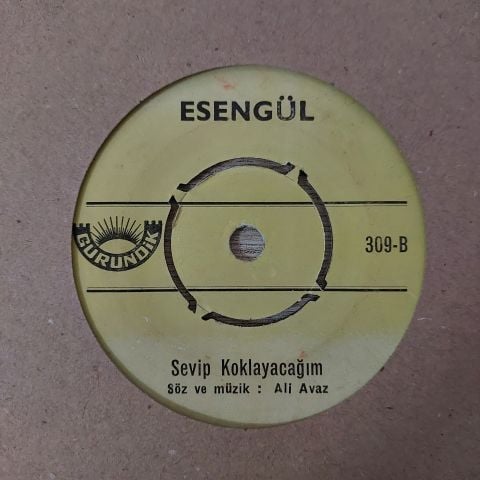 ESENGÜL
GURUNDİK
309-B
Sevip Koklayacağım
Söz ve müzik : Ali Avaz